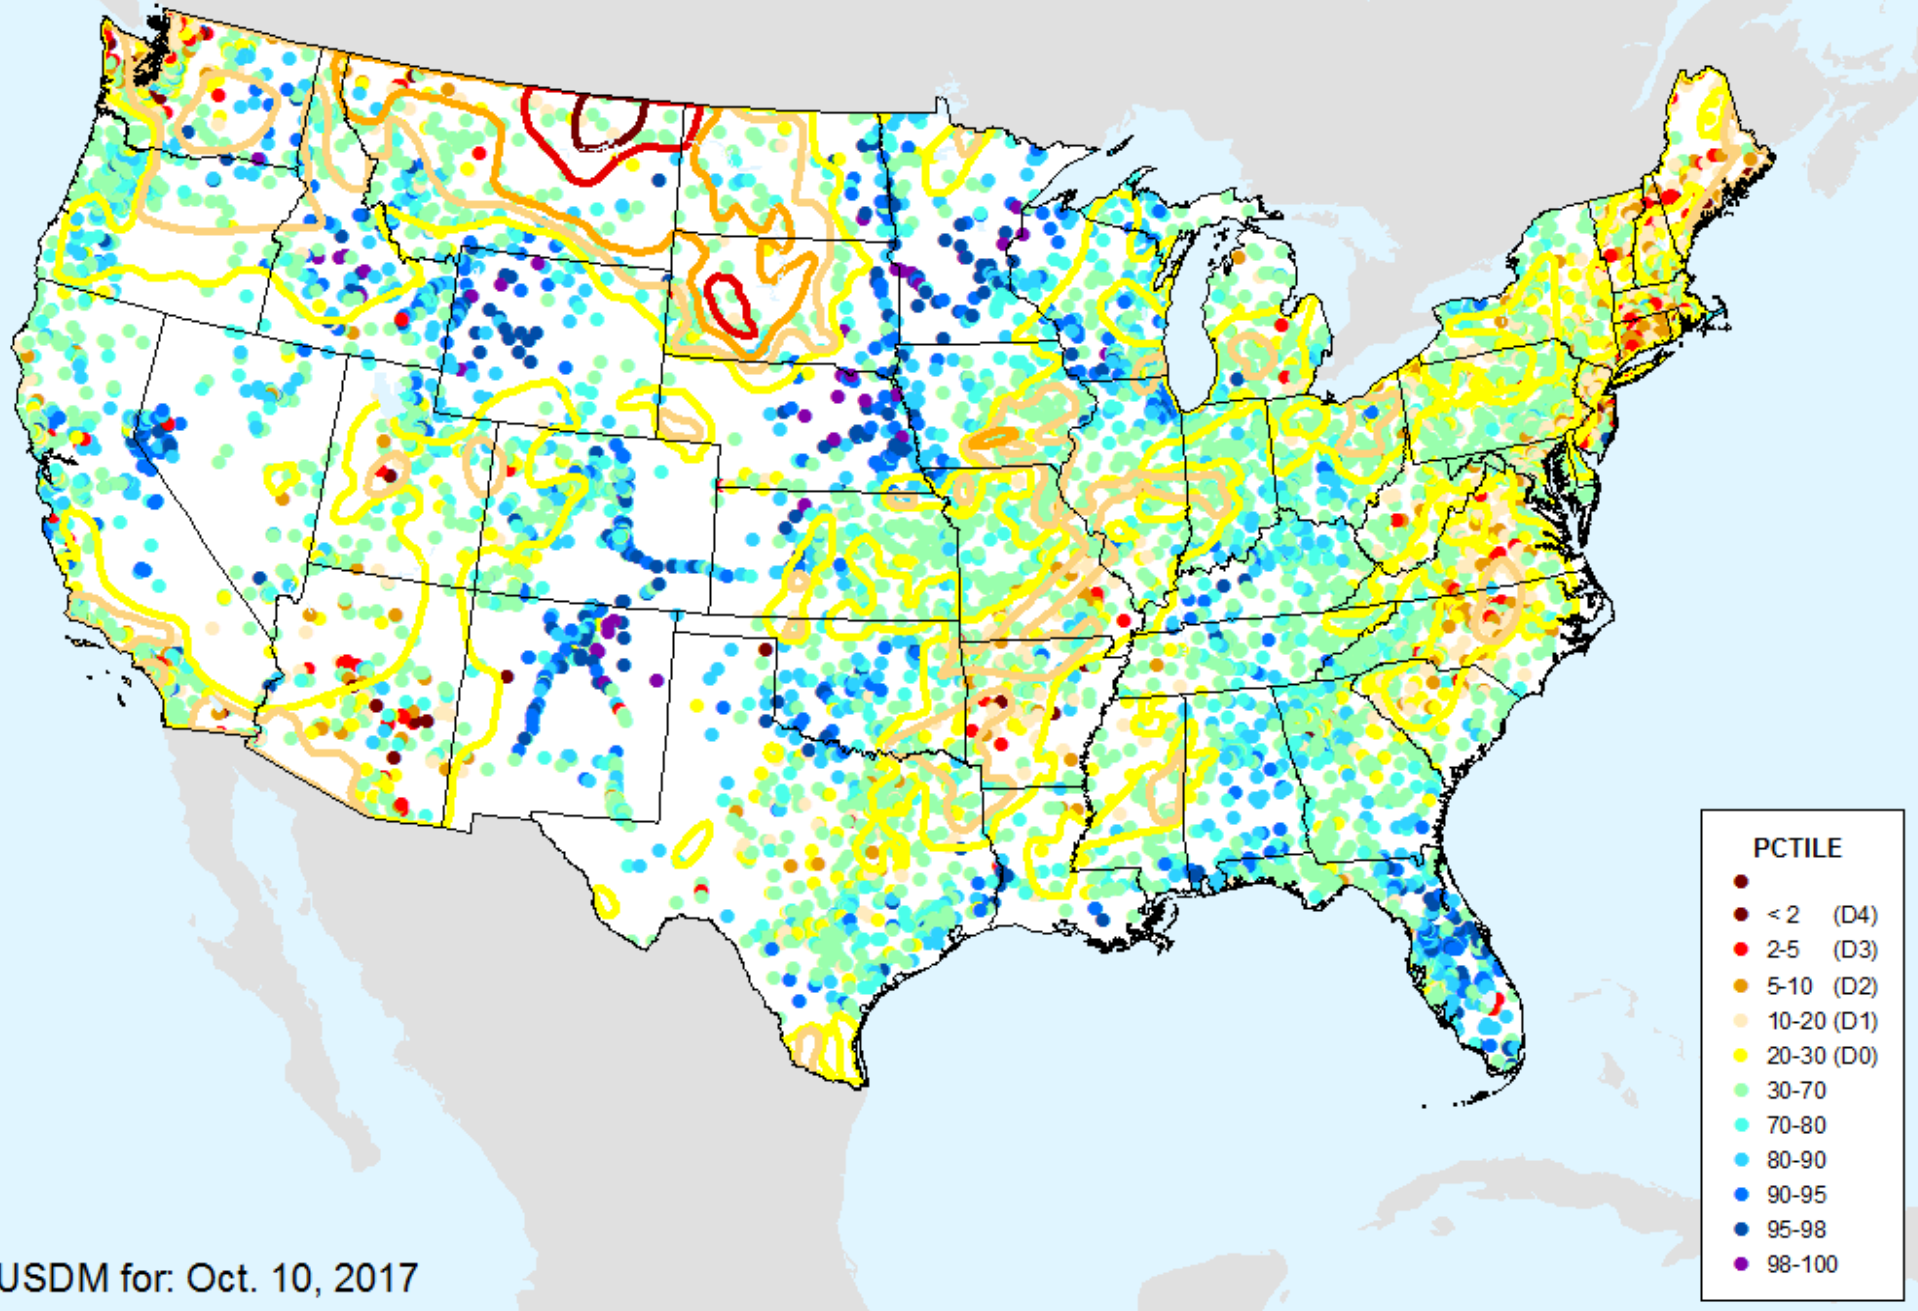 PCTILE
< 2 (D4)
2-5 (D3)
5-10 (D2)
10-20 (D1)
20-30 (D0)
30-70
70-80
80-90
90-95
95-98
98-100
USDM for: Oct. 10, 2017